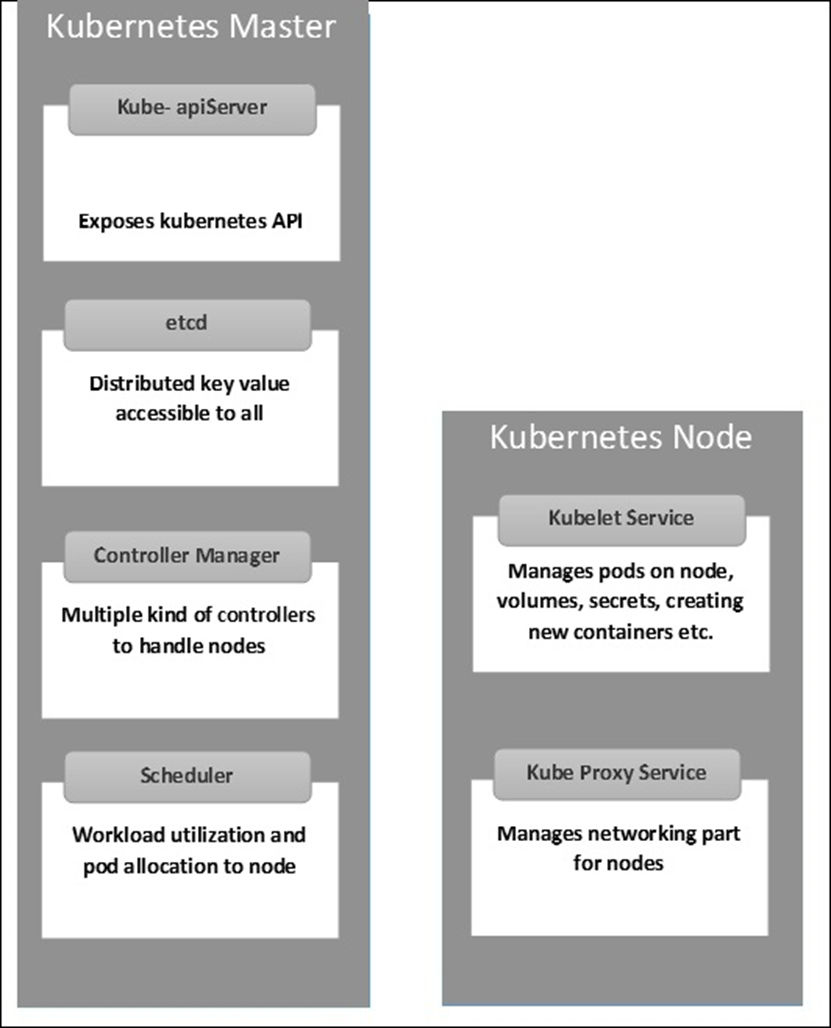 Kubernetes Master
Kube- apiServer
Exposes kubernetes API
etcd
Distributed key value
accessible to all
Controller Manager
Multiple kind of controllers
to handle nodes
Scheduler
Workload utilization and
pod allocation to node
Kubernetes Node
Kubelet Service
Manages pods on node,
volumes, secrets, creating
new containers etc.
Kube Proxy Service
Manages networking part
for nodes